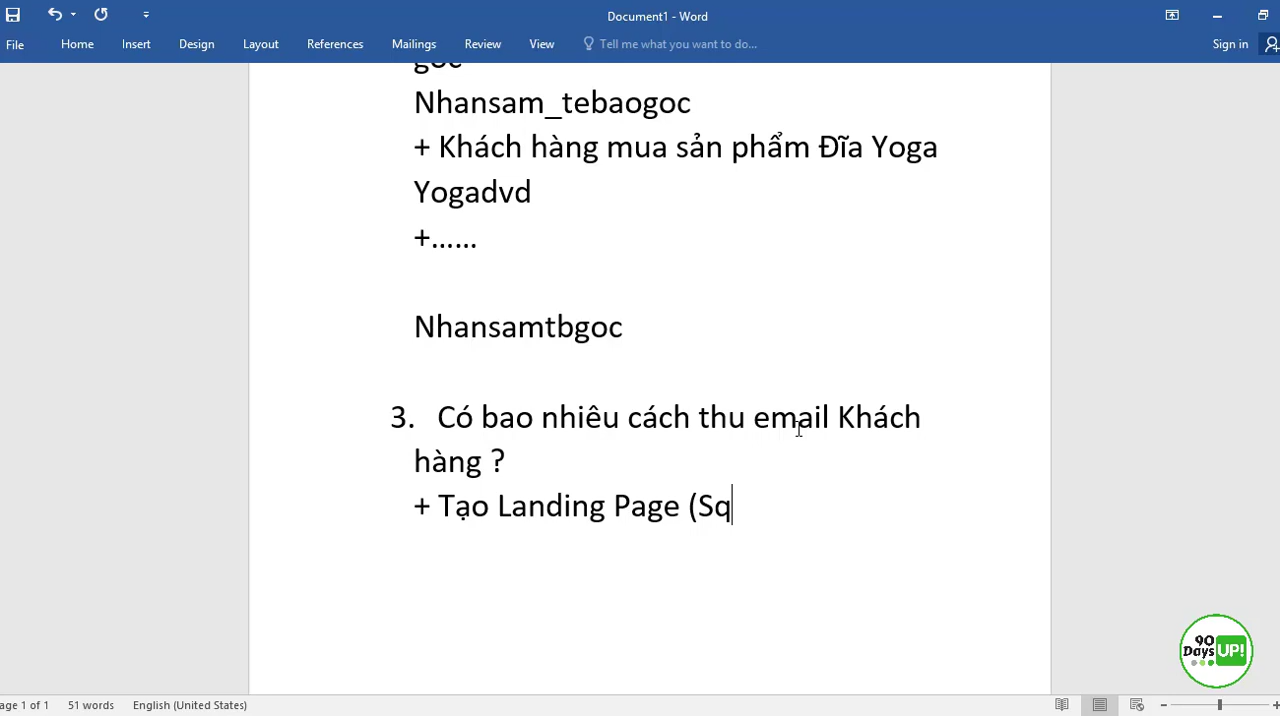 Document1 - Word
File Home Insert Design Layout References Mailings Review View Tell me what you want to do... Sign in
goc
Nhansam_tebaogoc
+ Khách hàng mua sản phẩm Đĩa Yoga
Yogadvd
+……
Nhansamtbgoc
3. Có bao nhiêu cách thu email Khách
hàng ?
+ Tạo Landing Page (Sq
90
Days UP!
age 1 of 1 51 words English (United States)